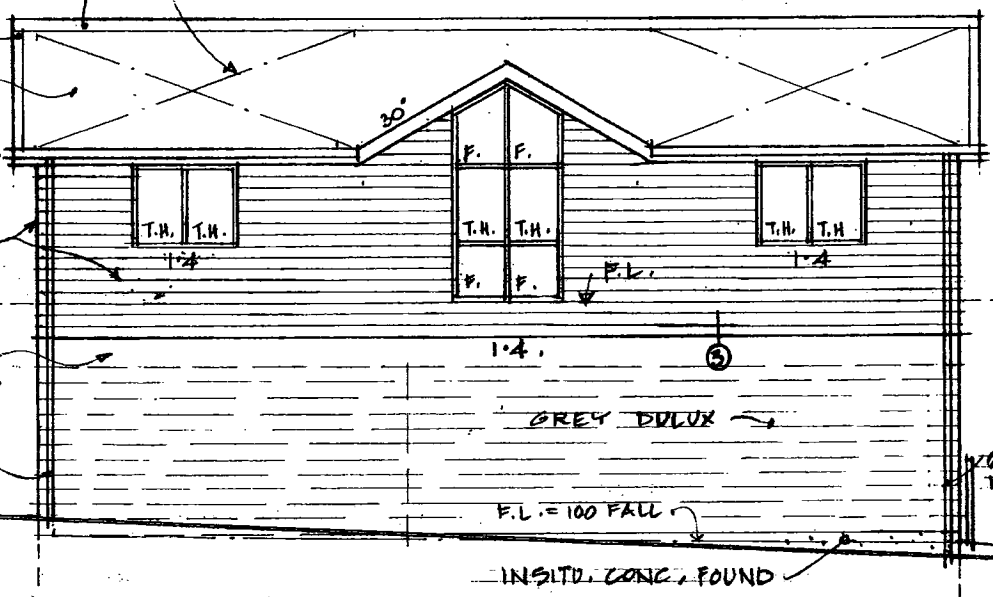 30°
F. F.
T.H. T.H.
T.H. T.H.
T.H. T.H
1·4
1·4
F. F.
F.L.
1·4.
3
GREY DULUX
F.L. = 100 FALL.
INSITU. CONC. FOUND